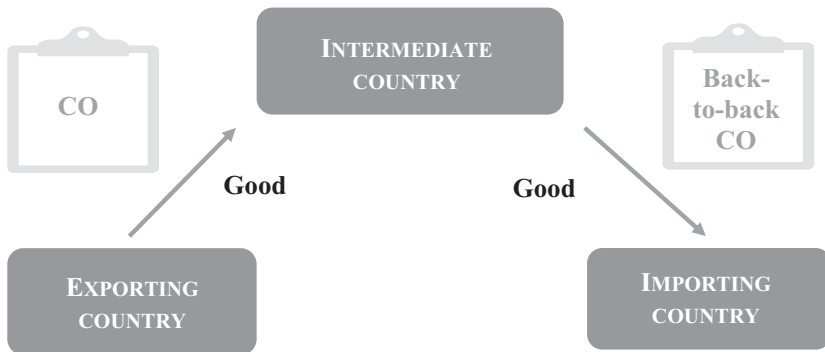 INTERMEDIATE
COUNTRY
CO
Back-
to-back
CO
Good
Good
EXPORTING
COUNTRY
IMPORTING
COUNTRY